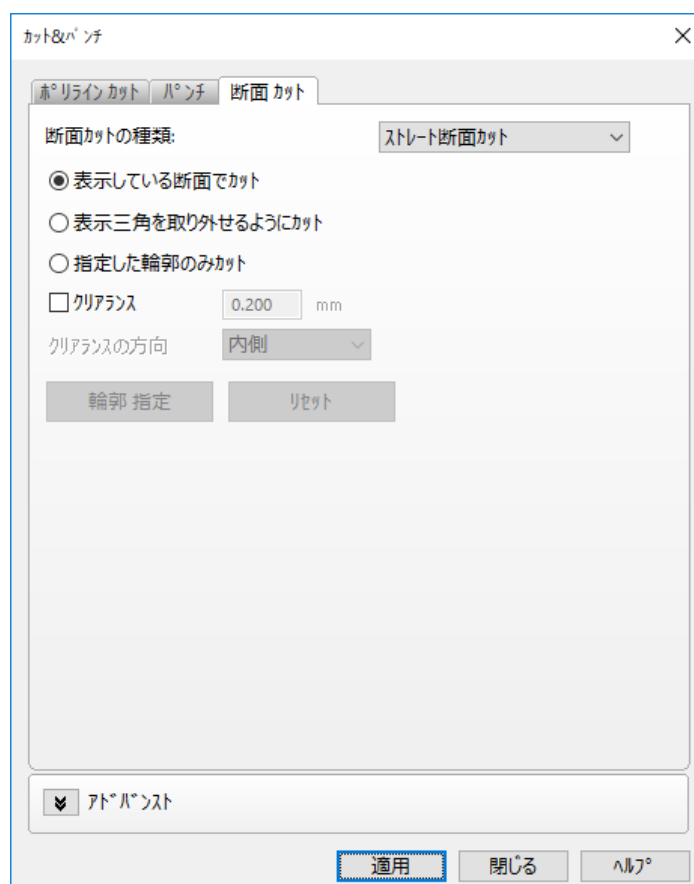 ｶｯﾄ&ﾊﾟﾝﾁ
ﾎﾟﾘﾗｲﾝ ｶｯﾄ ﾊﾟﾝﾁ 断面 ｶｯﾄ
断面ｶｯﾄの種類: ｽﾄﾚｰﾄ断面ｶｯﾄ
表示している断面でｶｯﾄ
表示三角を取り外せるようにｶｯﾄ
指定した輪郭のみｶｯﾄ
ｸﾘｱﾗﾝｽ 0.200 mm
ｸﾘｱﾗﾝｽの方向 内側
輪郭 指定 ﾘｾｯﾄ
ｱﾄﾞﾊﾞﾝｽﾄ
適用 閉じる ﾍﾙﾌﾟ